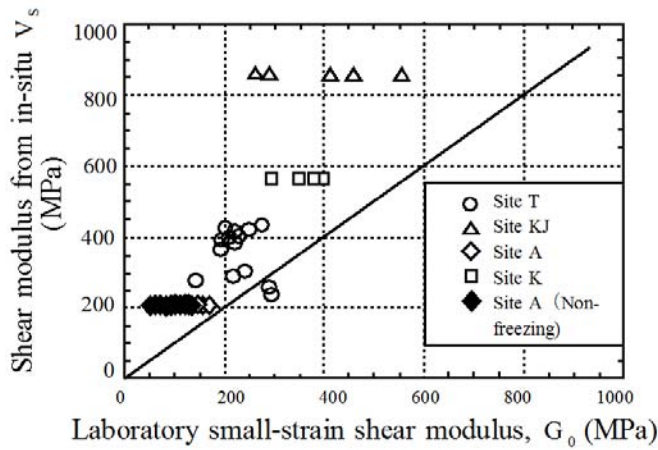 Shear modulus from in-situ Vs
(MPa)
1000
800
600
400
200
0
0 200 400 600 800 1000
Laboratory small-strain shear modulus, G0 (MPa)
Site T
Site KJ
Site A
Site K
Site A (Non-
freezing)